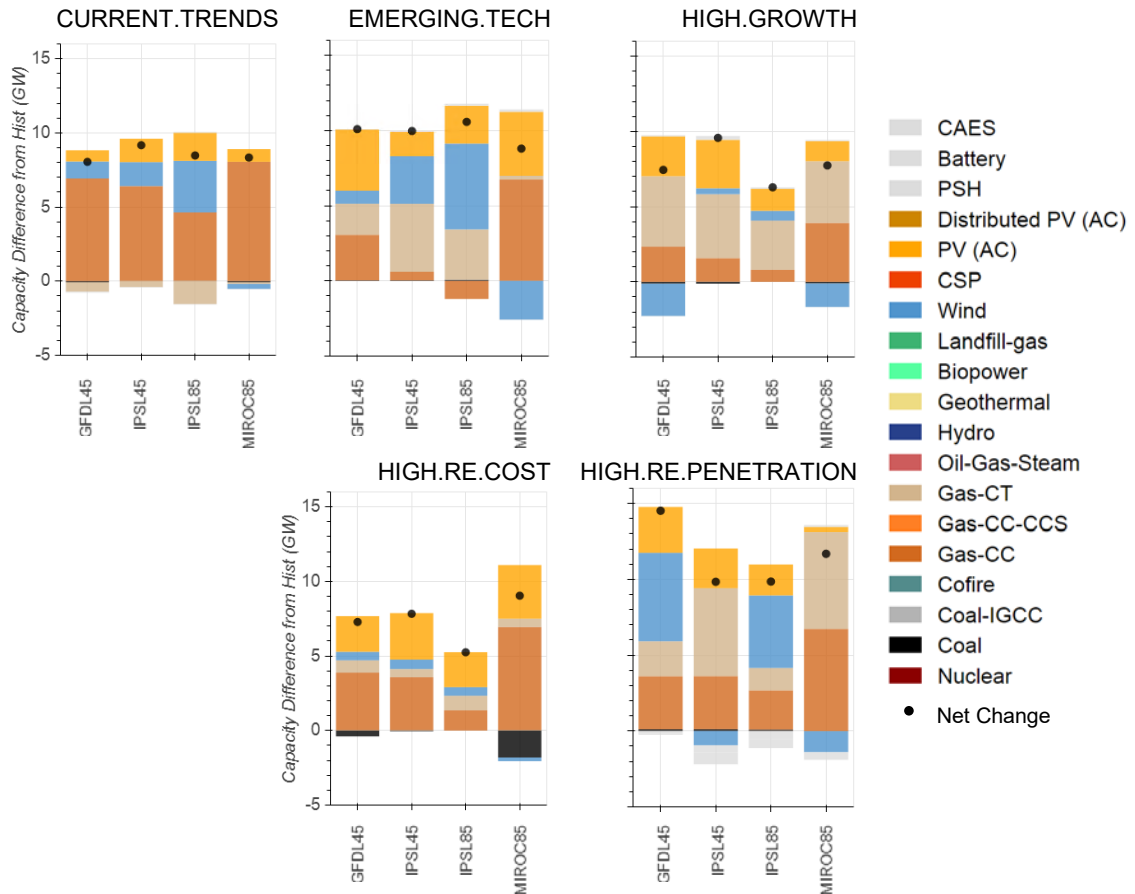 CURRENT.TRENDS
EMERGING.TECH
HIGH.GROWTH
Capacity Difference from Hist (GW)
15
10
5
0
-5
GFDL45
IPSL45
IPSL85
MIROC85
GFDL45
IPSL45
IPSL85
MIROC85
GFDL45
IPSL45
IPSL85
MIROC85
HIGH.RE.COST
HIGH.RE.PENETRATION
Capacity Difference from Hist (GW)
15
10
5
0
-5
GFDL45
IPSL45
IPSL85
MIROC85
GFDL45
IPSL45
IPSL85
MIROC85
CAES
Battery
PSH
Distributed PV (AC)
PV (AC)
CSP
Wind
Landfill-gas
Biopower
Geothermal
Hydro
Oil-Gas-Steam
Gas-CT
Gas-CC-CCS
Gas-CC
Cofire
Coal-IGCC
Coal
Nuclear
Net Change